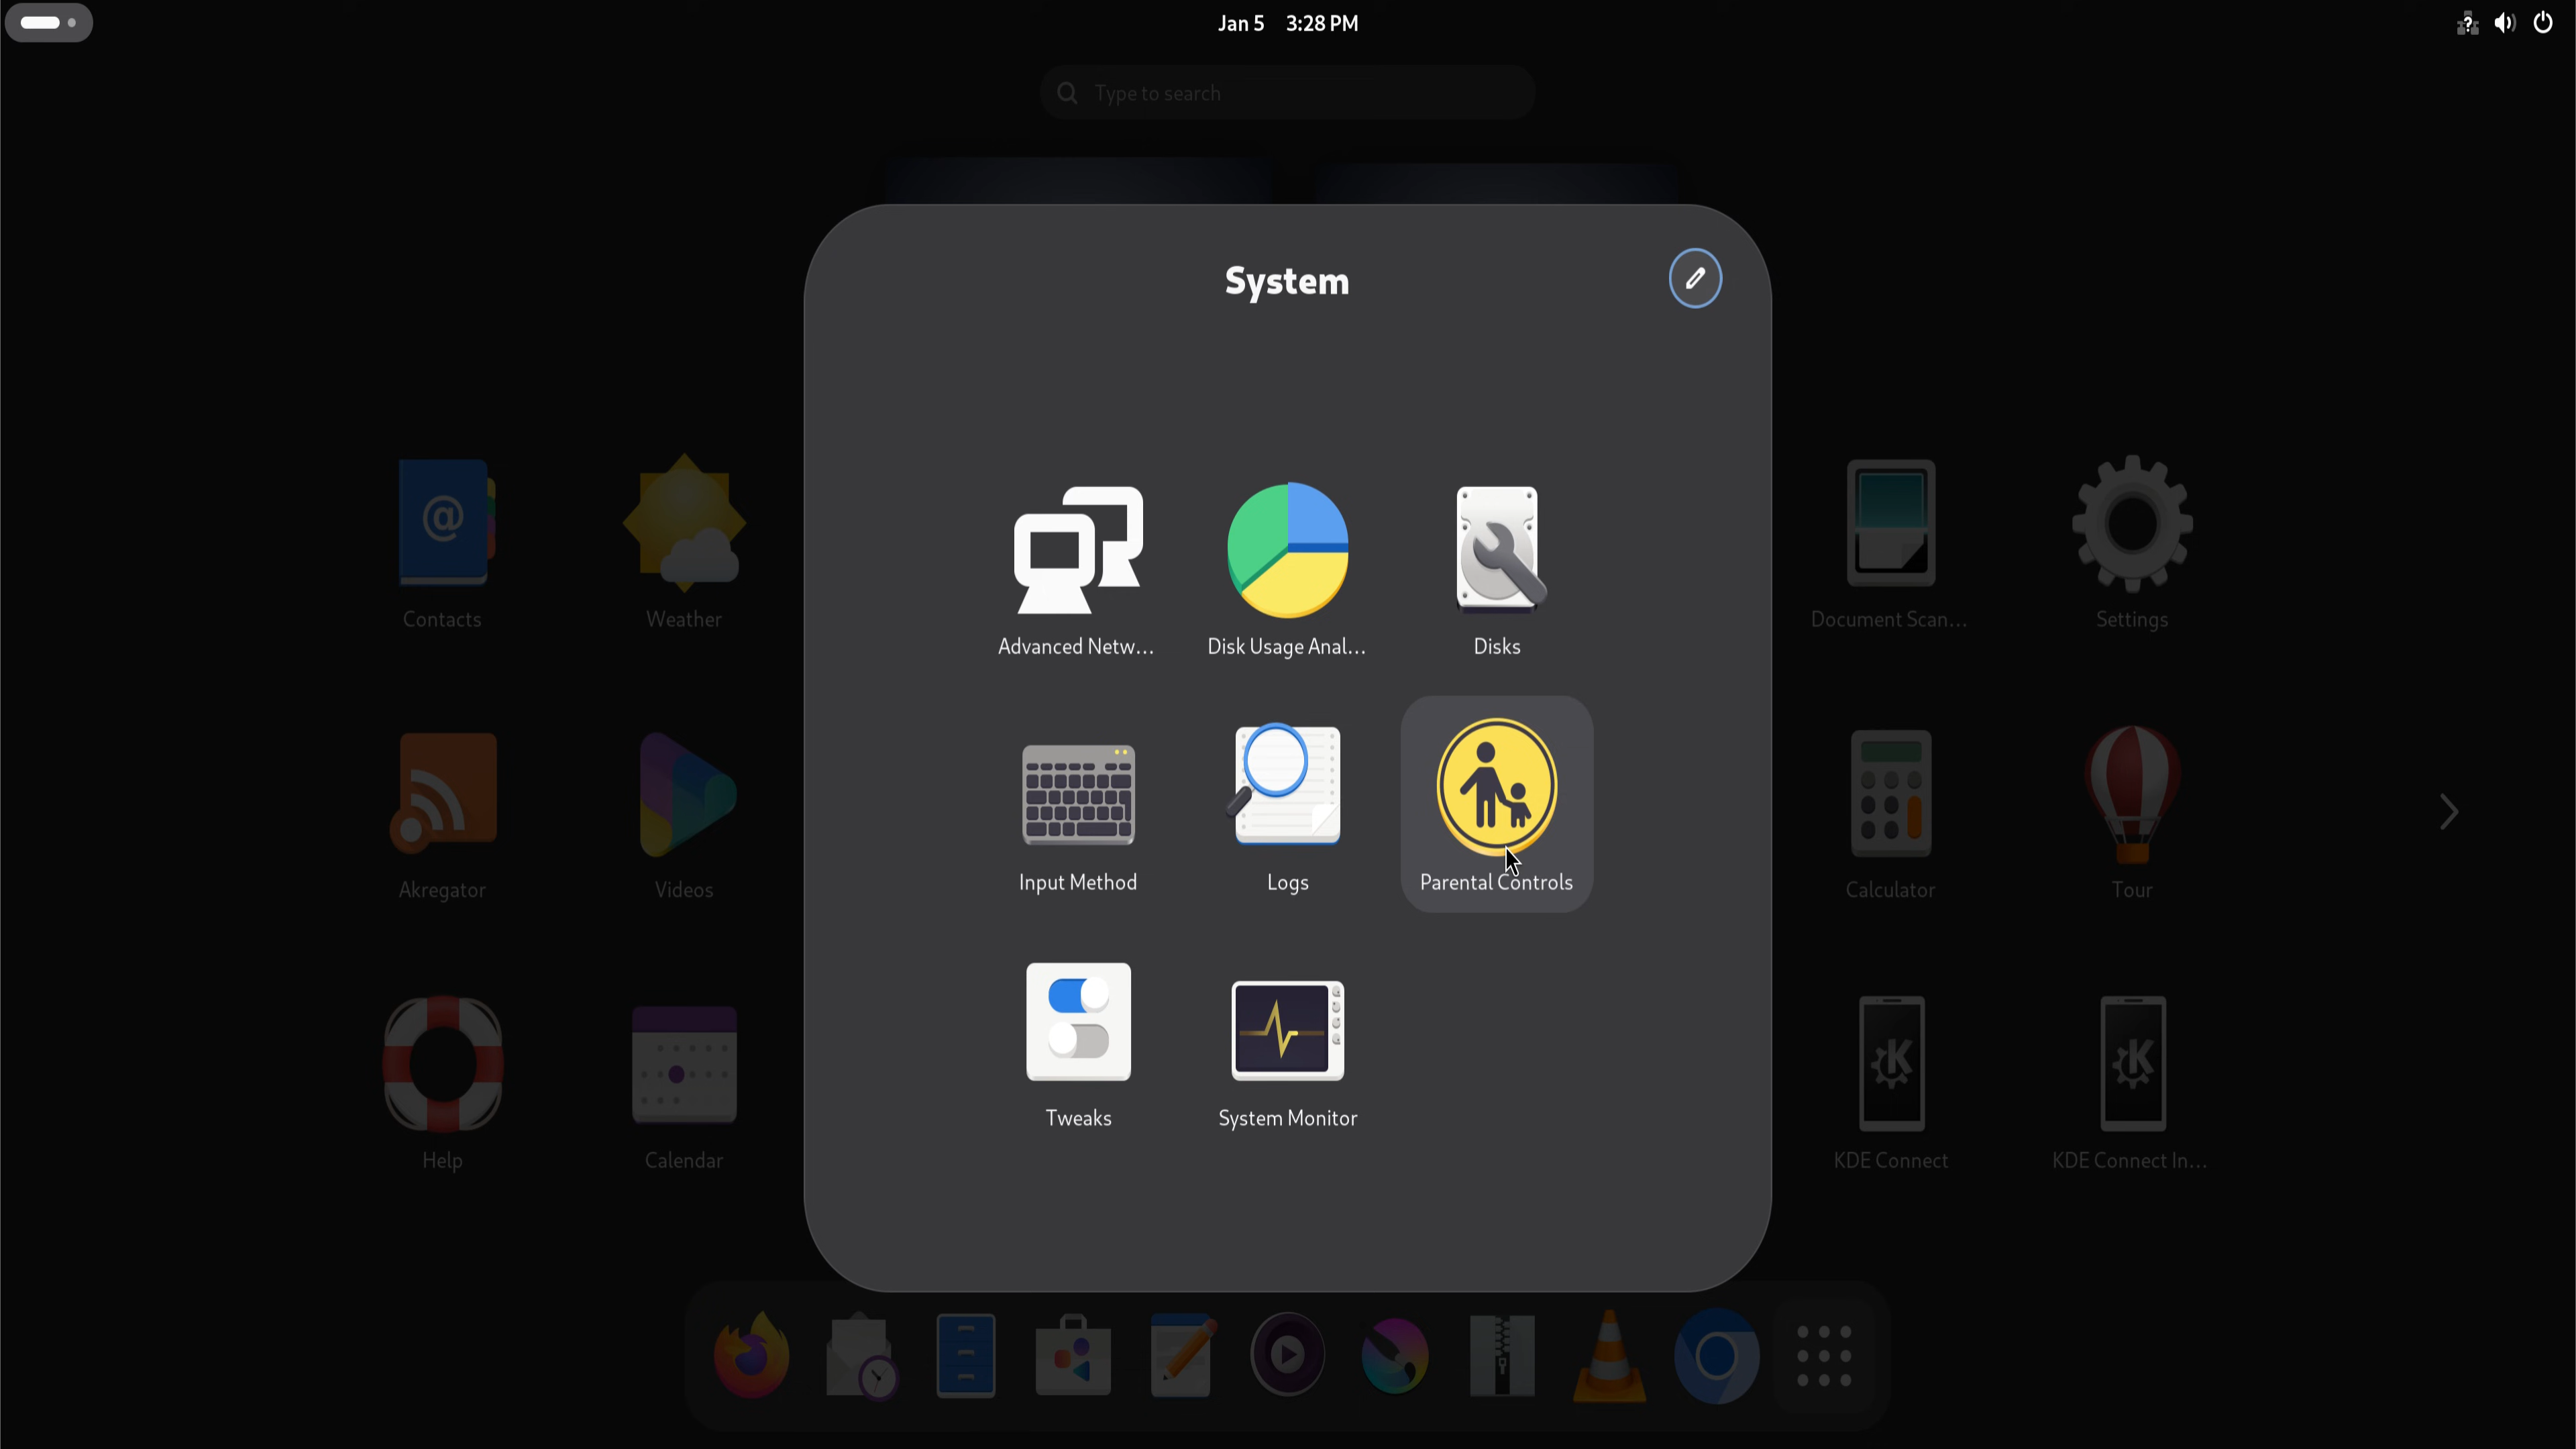 Jan 5 3:28 PM
Type to search
System
Contacts
Weather
Advanced Netw...
Disk Usage Anal...
Disks
Document Scan...
Settings
Akregator
Videos
Input Method
Logs
Parental Controls
Calculator
Tour
Help
Calendar
Tweaks
System Monitor
KDE Connect
KDE Connect In...